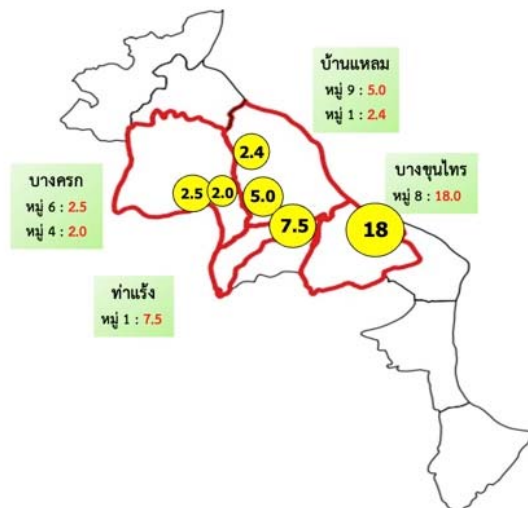 บ้านแหลม
หมู่ 9 : 5.0
หมู่ 1 : 2.4
บางครก
หมู่ 6 : 2.5
หมู่ 4 : 2.0
บางขุนไทร
หมู่ 8 : 18.0
ท่าแร้ง
หมู่ 1 : 7.5
2.4
2.5
2.0
5.0
7.5
18